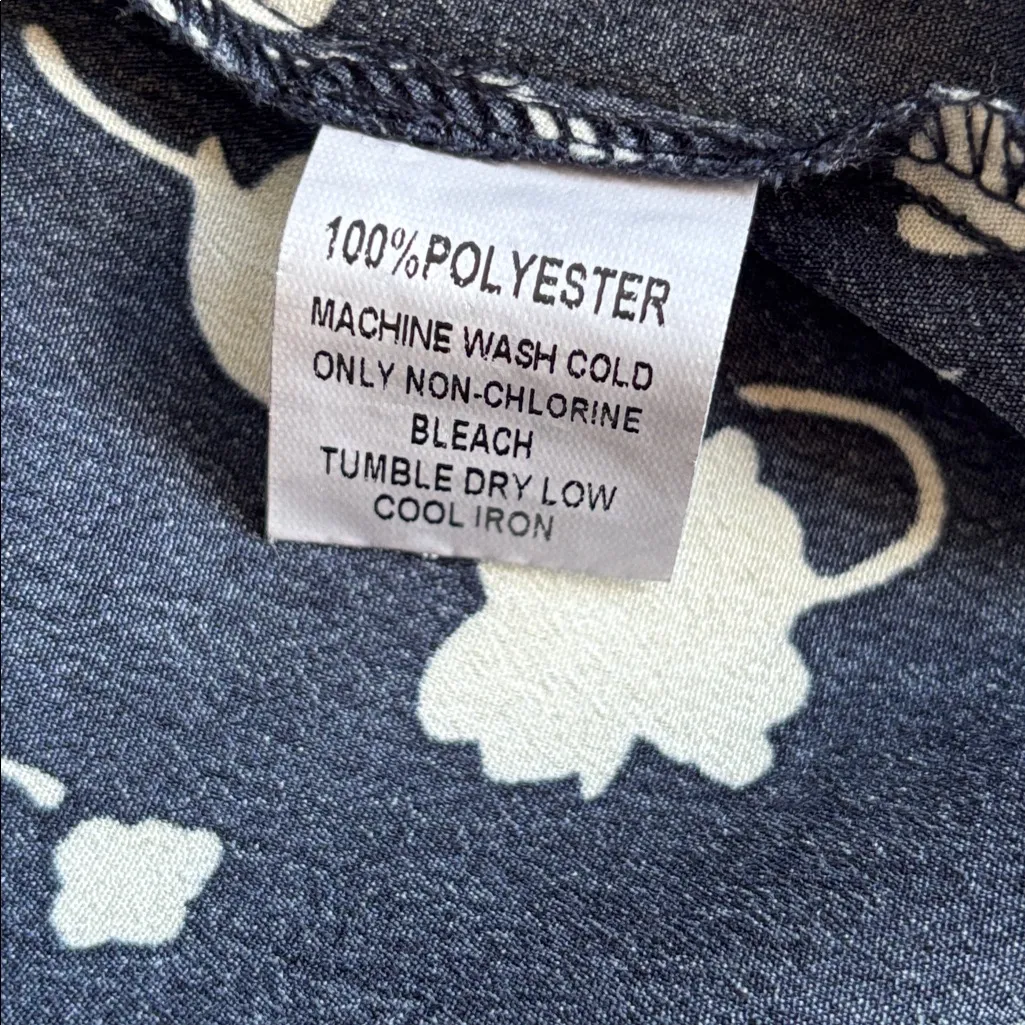 100%POLYESTER
MACHINE WASH COLD
ONLY NON-CHLORINE
BLEACH
TUMBLE DRY LOW
COOL IRON